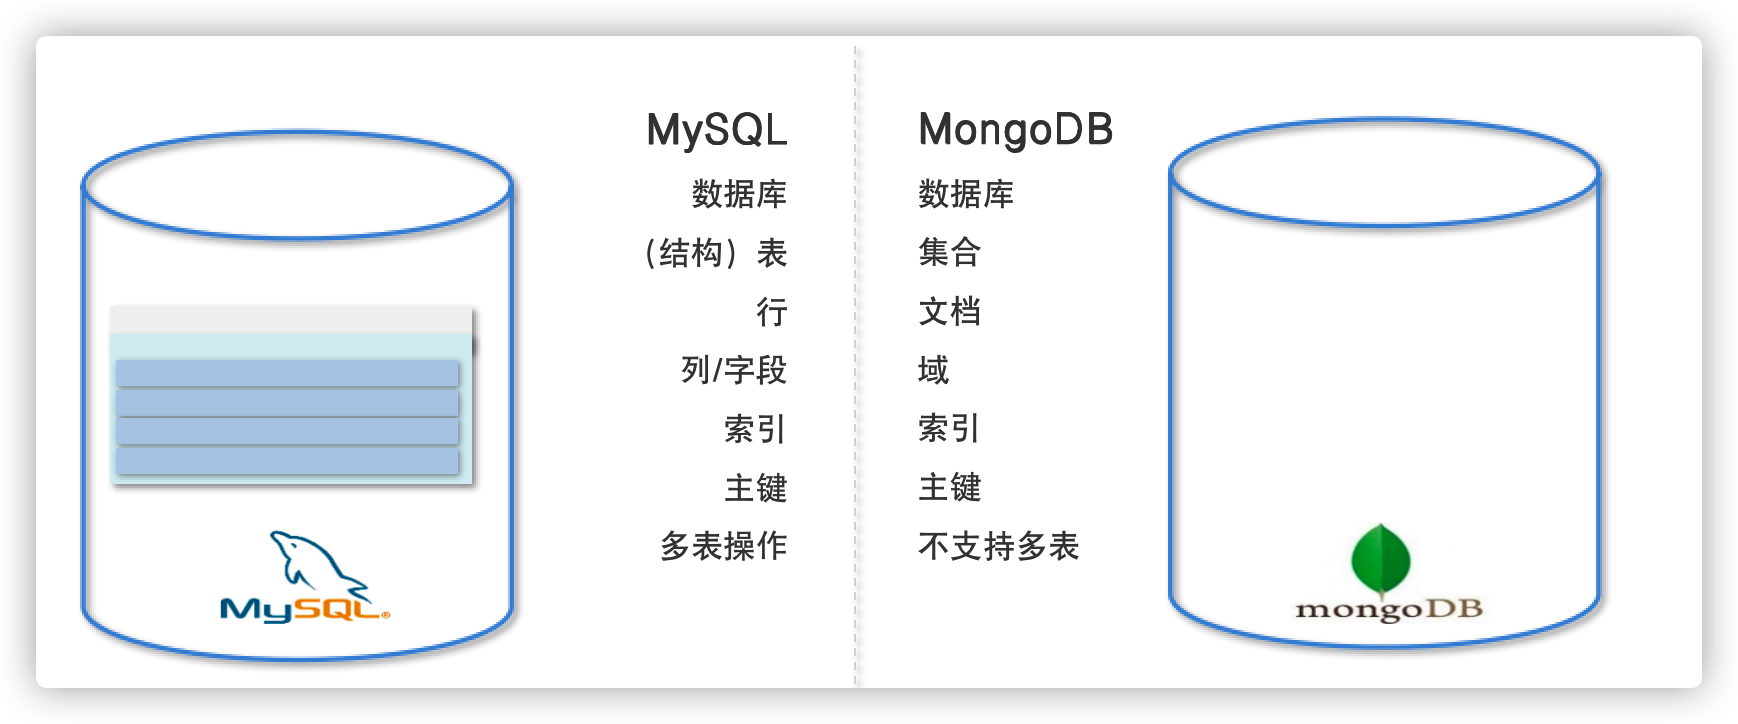 MySQL
数据库
（结构）表
行
列/字段
索引
主键
多表操作
MySQL®
MongoDB
数据库
集合
文档
域
索引
主键
不支持多表
mongoDB